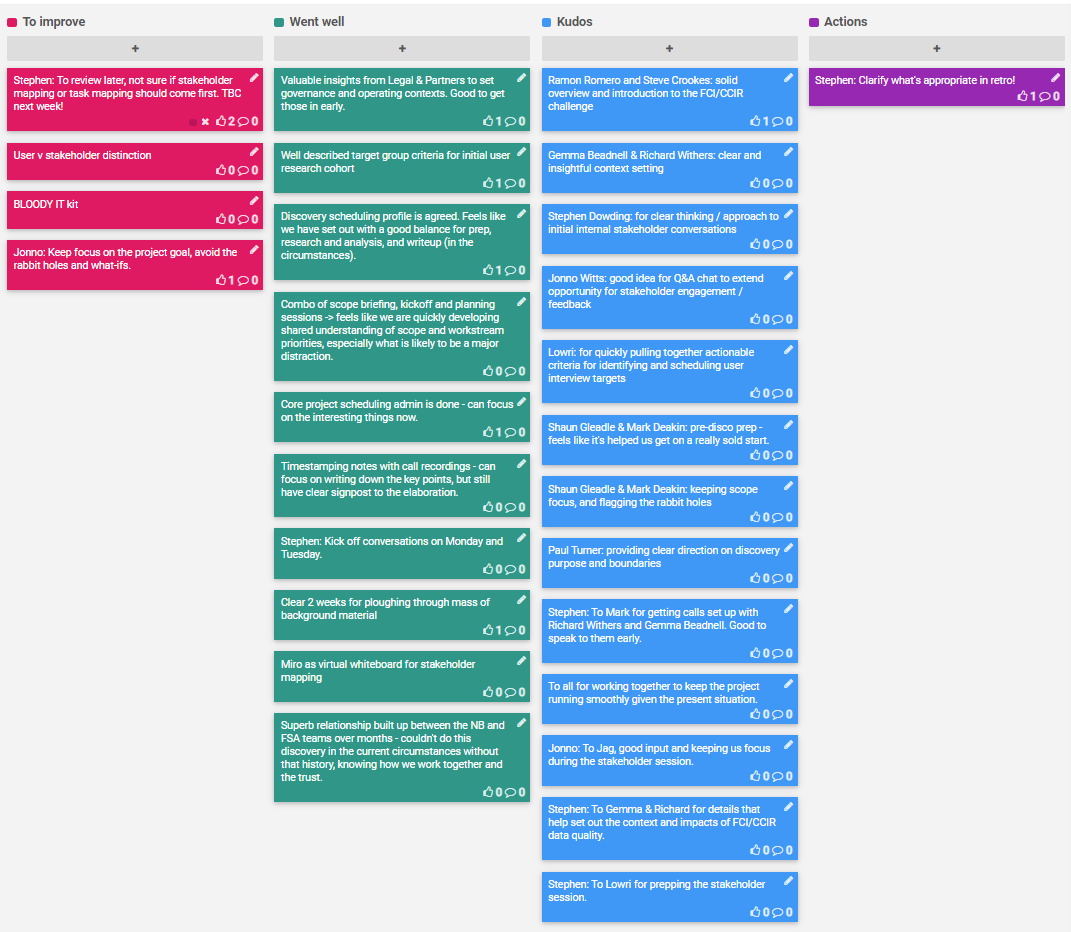 To improve
+
Stephen: To review later, not sure if stakeholder
mapping or task mapping should come first. TBC
next week!
2 0
User v stakeholder distinction
0 0
BLOODY IT kit
0 0
Jonno: Keep focus on the project goal, avoid the
rabbit holes and what-ifs.
1 0
Went well
+
Valuable insights from Legal & Partners to set
governance and operating contexts. Good to get
those in early.
1 0
Well described target group criteria for initial user
research cohort
1 0
Discovery scheduling profile is agreed. Feels like
we have set out with a good balance for prep,
research and analysis, and writeup (in the
circumstances).
1 0
Combo of scope briefing, kickoff and planning
sessions -> feels like we are quickly developing
shared understanding of scope and workstream
priorities, especially what is likely to be a major
distraction.
0 0
Core project scheduling admin is done - can focus
on the interesting things now.
1 0
Timestamping notes with call recordings - can
focus on writing down the key points, but still
have clear signpost to the elaboration.
0 0
Stephen: Kick off conversations on Monday and
Tuesday.
0 0
Clear 2 weeks for ploughing through mass of
background material
1 0
Miro as virtual whiteboard for stakeholder
mapping
0 0
Superb relationship built up between the NB and
FSA teams over months - couldn't do this
discovery in the current circumstances without
that history, knowing how we work together and
the trust.
0 0
Kudos
+
Ramon Romero and Steve Crookes: solid
overview and introduction to the FCI/CCIR
challenge
1 0
Gemma Beadnell & Richard Withers: clear and
insightful context setting
0 0
Stephen Dowding: for clear thinking / approach to
initial internal stakeholder conversations
0 0
Jonno Witts: good idea for Q&A chat to extend
opportunity for stakeholder engagement /
feedback
0 0
Lowri: for quickly pulling together actionable
criteria for identifying and scheduling user
interview targets
0 0
Shaun Gleadle & Mark Deakin: pre-disco prep -
feels like it's helped us get on a really sold start.
0 0
Shaun Gleadle & Mark Deakin: keeping scope
focus, and flagging the rabbit holes
0 0
Paul Turner: providing clear direction on discovery
purpose and boundaries
0 0
Stephen: To Mark for getting calls set up with
Richard Withers and Gemma Beadnell. Good to
speak to them early.
0 0
To all for working together to keep the project
running smoothly given the present situation.
0 0
Jonno: To Jag, good input and keeping us focus
during the stakeholder session.
0 0
Stephen: To Gemma & Richard for details that
help set out the context and impacts of FCI/CCIR
data quality.
0 0
Stephen: To Lowri for prepping the stakeholder
session.
0 0
Actions
+
Stephen: Clarify what's appropriate in retro!
1 0